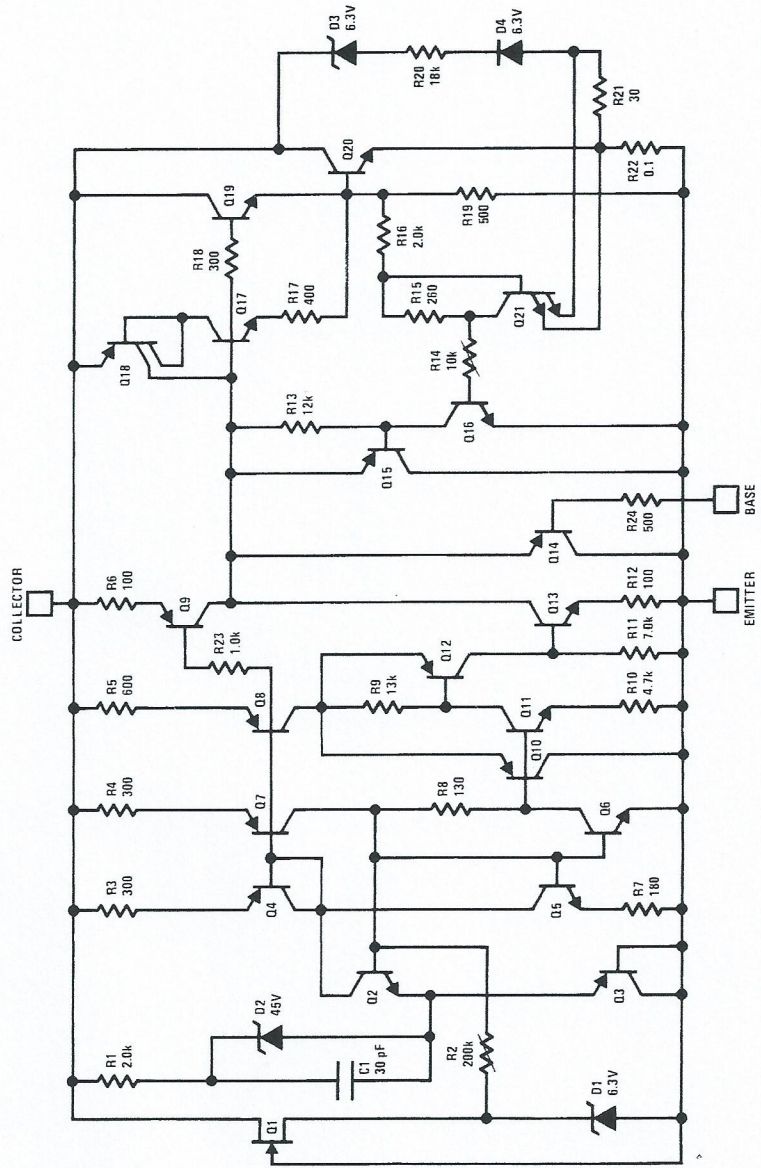 COLLECTOR
R1
2.0k
R3
300
R4
300
R5
600
R6
100
Q1
D2
45V
C1
30 pF
Q4
Q7
Q8
Q9
R23
1.0k
Q18
Q17
R18
300
Q19
D3
6.3V
Q2
R2
200k
D1
6.3V
Q3
Q5
R7
180
R8
130
Q6
R9
13k
Q12
Q10
Q11
R10
4.7k
R11
7.0k
Q13
R12
100
Q14
R24
500
Q15
R13
12k
Q16
R14
10k
R17
400
R15
260
R16
2.0k
Q21
Q20
R19
500
R20
18k
D4
6.3V
R21
30
R22
0.1
EMITTER
BASE